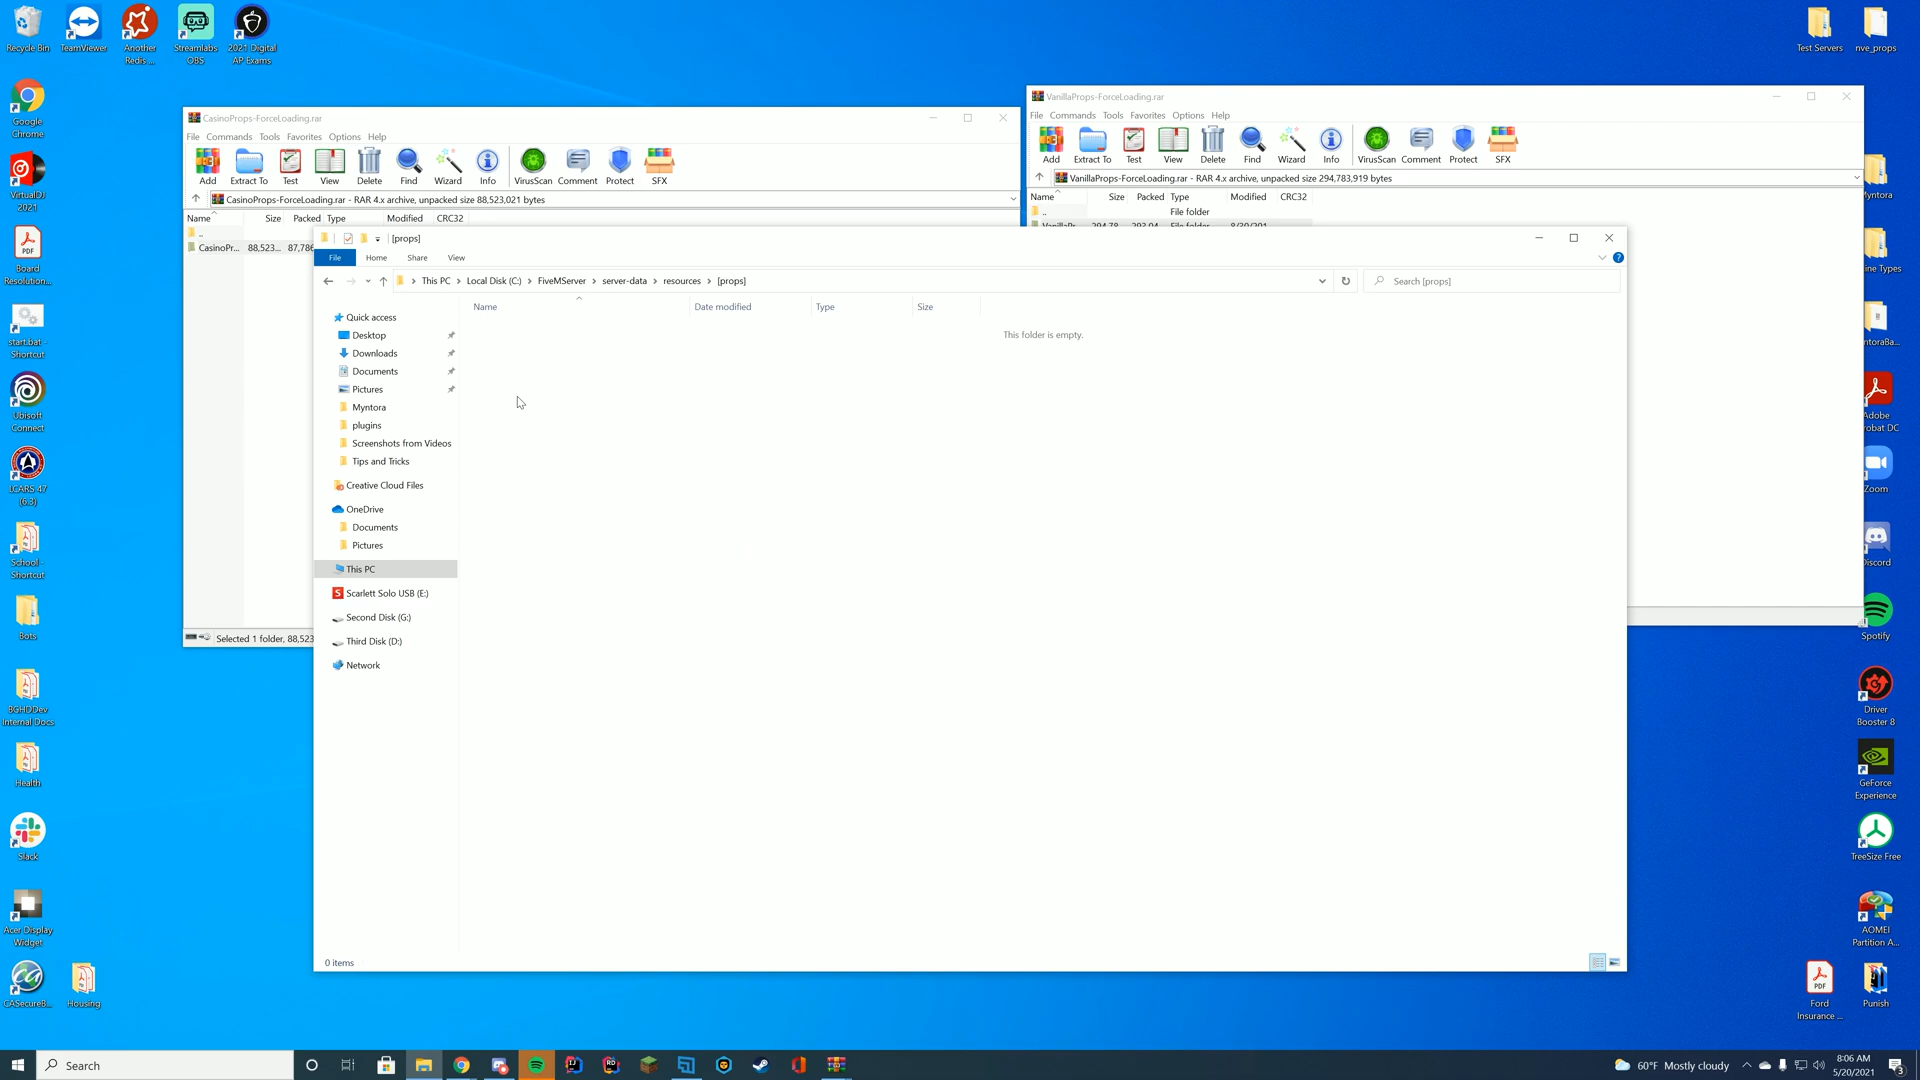 Recycle Bin
TeamViewer
Another
Redis ...
Streamlabs
OBS
2021 Digital
AP Exams
Test Servers
nve_props
Google
Chrome
VirtualDJ
2021
Board
Resolution...
start.bat -
Shortcut
Ubisoft
Connect
LCARS 47
(6.3)
School -
Shortcut
Bots
BGHDDev
Internal Docs
Health
Slack
Acer Display
Widget
CASecureB...
Housing
CasinoProps-ForceLoading.rar
File Commands Tools Favorites Options Help
Add Extract To Test View Delete Find Wizard Info VirusScan Comment Protect SFX
CasinoProps-ForceLoading.rar - RAR 4.x archive, unpacked size 88,523,021 bytes
Name Size Packed Type Modified CRC32
..
CasinoPr... 88,523... 87,786
Selected 1 folder, 88,523
VanillaProps-ForceLoading.rar
File Commands Tools Favorites Options Help
Add Extract To Test View Delete Find Wizard Info VirusScan Comment Protect SFX
VanillaProps-ForceLoading.rar - RAR 4.x archive, unpacked size 294,783,919 bytes
Name Size Packed Type Modified CRC32
.. File folder
[props]
File Home Share View
This PC Local Disk (C:) FiveMServer server-data resources [props]
Search [props]
Name Date modified Type Size
This folder is empty.
Quick access
Desktop
Downloads
Documents
Pictures
Myntora
plugins
Screenshots from Videos
Tips and Tricks
Creative Cloud Files
OneDrive
Documents
Pictures
This PC
Scarlett Solo USB (E:)
Second Disk (G:)
Third Disk (D:)
Network
0 items
Zoom
Spotify
Driver
Booster 8
GeForce
Experience
TreeSize Free
AOMEI
Partition A...
Ford
Insurance ...
Punish
Search
60°F Mostly cloudy
8:06 AM
5/20/2021
3